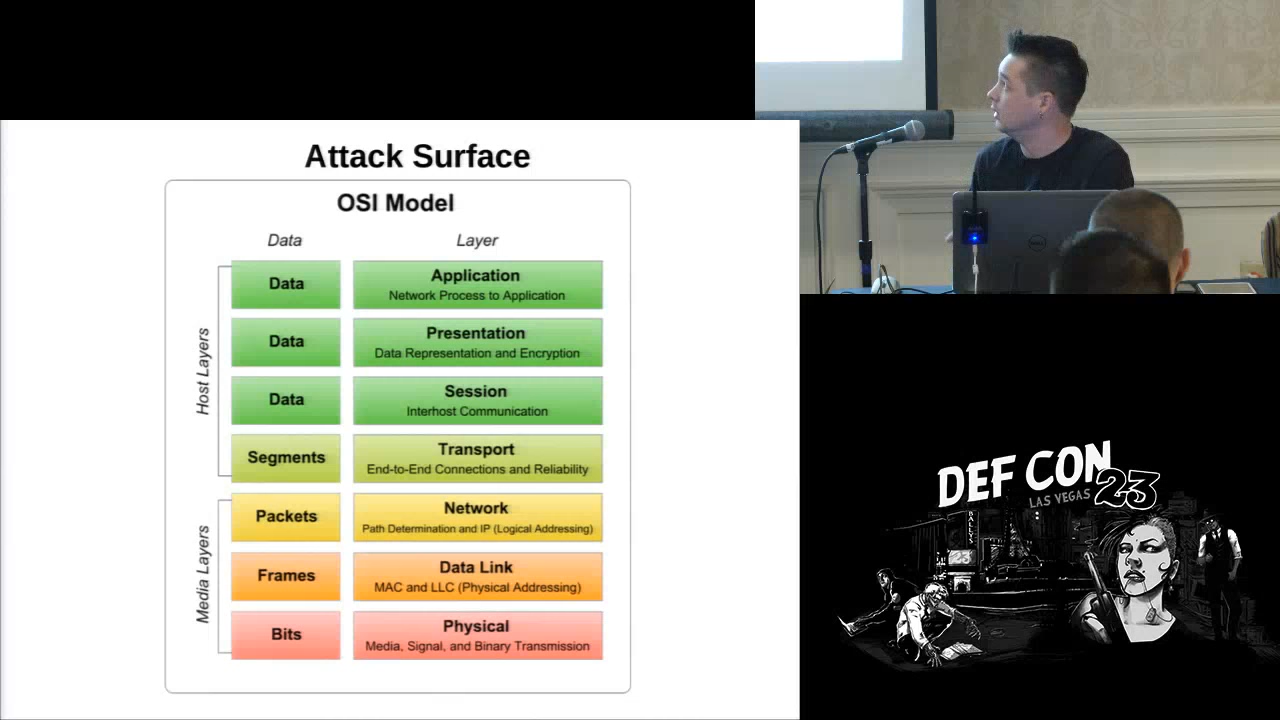 Attack Surface
OSI Model
Data Layer
Host Layers
Data
Application
Network Process to Application
Data
Presentation
Data Representation and Encryption
Data
Session
Interhost Communication
Segments
Transport
End-to-End Connections and Reliability
Media Layers
Packets
Network
Path Determination and IP (Logical Addressing)
Frames
Data Link
MAC and LLC (Physical Addressing)
Bits
Physical
Media, Signal, and Binary Transmission
DELL
DEF CON 23
LAS VEGAS
BALLYS